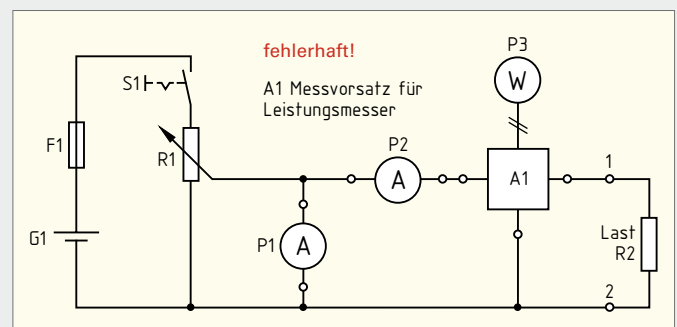 fehlerhaft!
A1 Messvorsatz für
Leistungsmesser
P3
W
S1
F1
R1
P2
A
A1
1
G1
P1
A
Last
R2
2